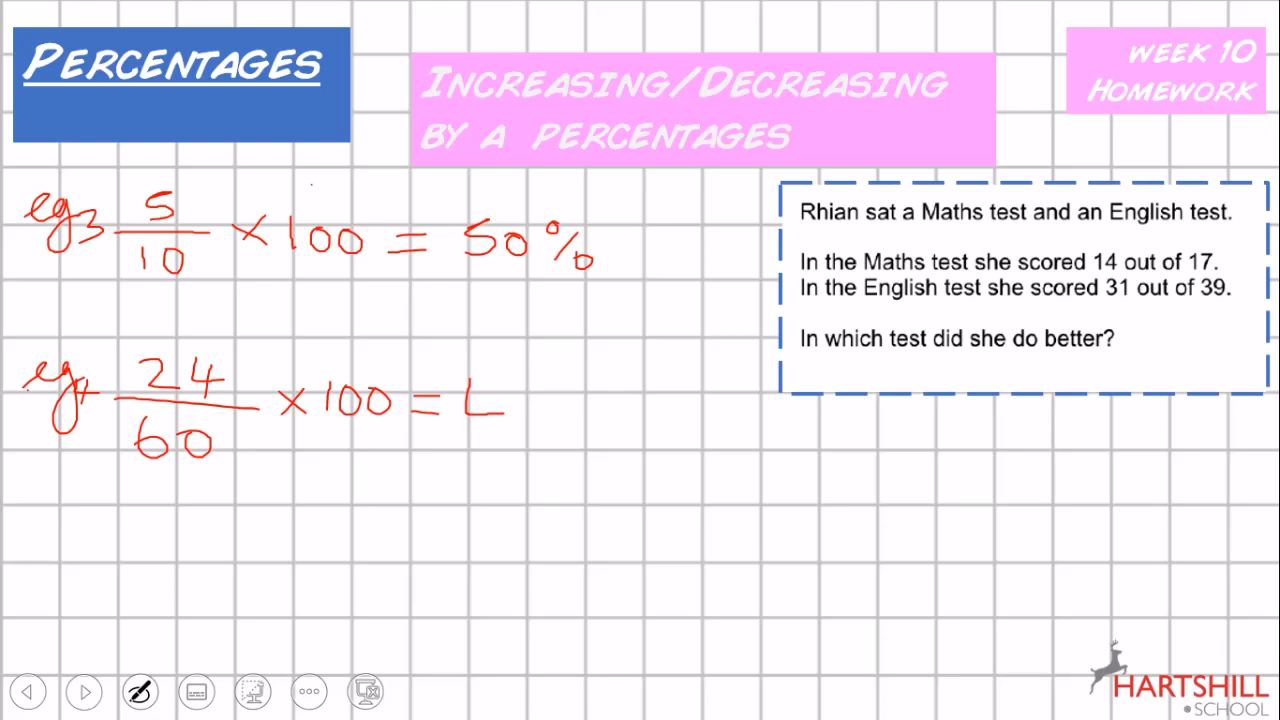 PERCENTAGES
INCREASING/DECREASING
BY A PERCENTAGES
WEEK 10
HOMEWORK
eg3 5/10 × 100 = 50%
eg4 24/60 × 100 = L
Rhian sat a Maths test and an English test.
In the Maths test she scored 14 out of 17.
In the English test she scored 31 out of 39.
In which test did she do better?
HARTSHILL
•SCHOOL